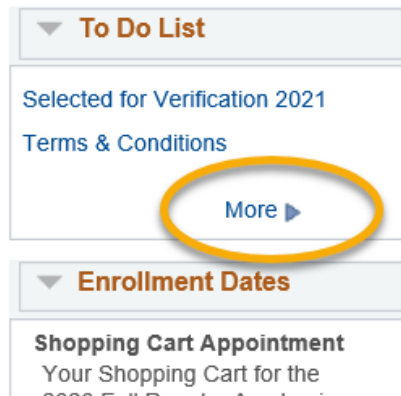 To Do List
Selected for Verification 2021
Terms & Conditions
More
Enrollment Dates
Shopping Cart Appointment
Your Shopping Cart for the